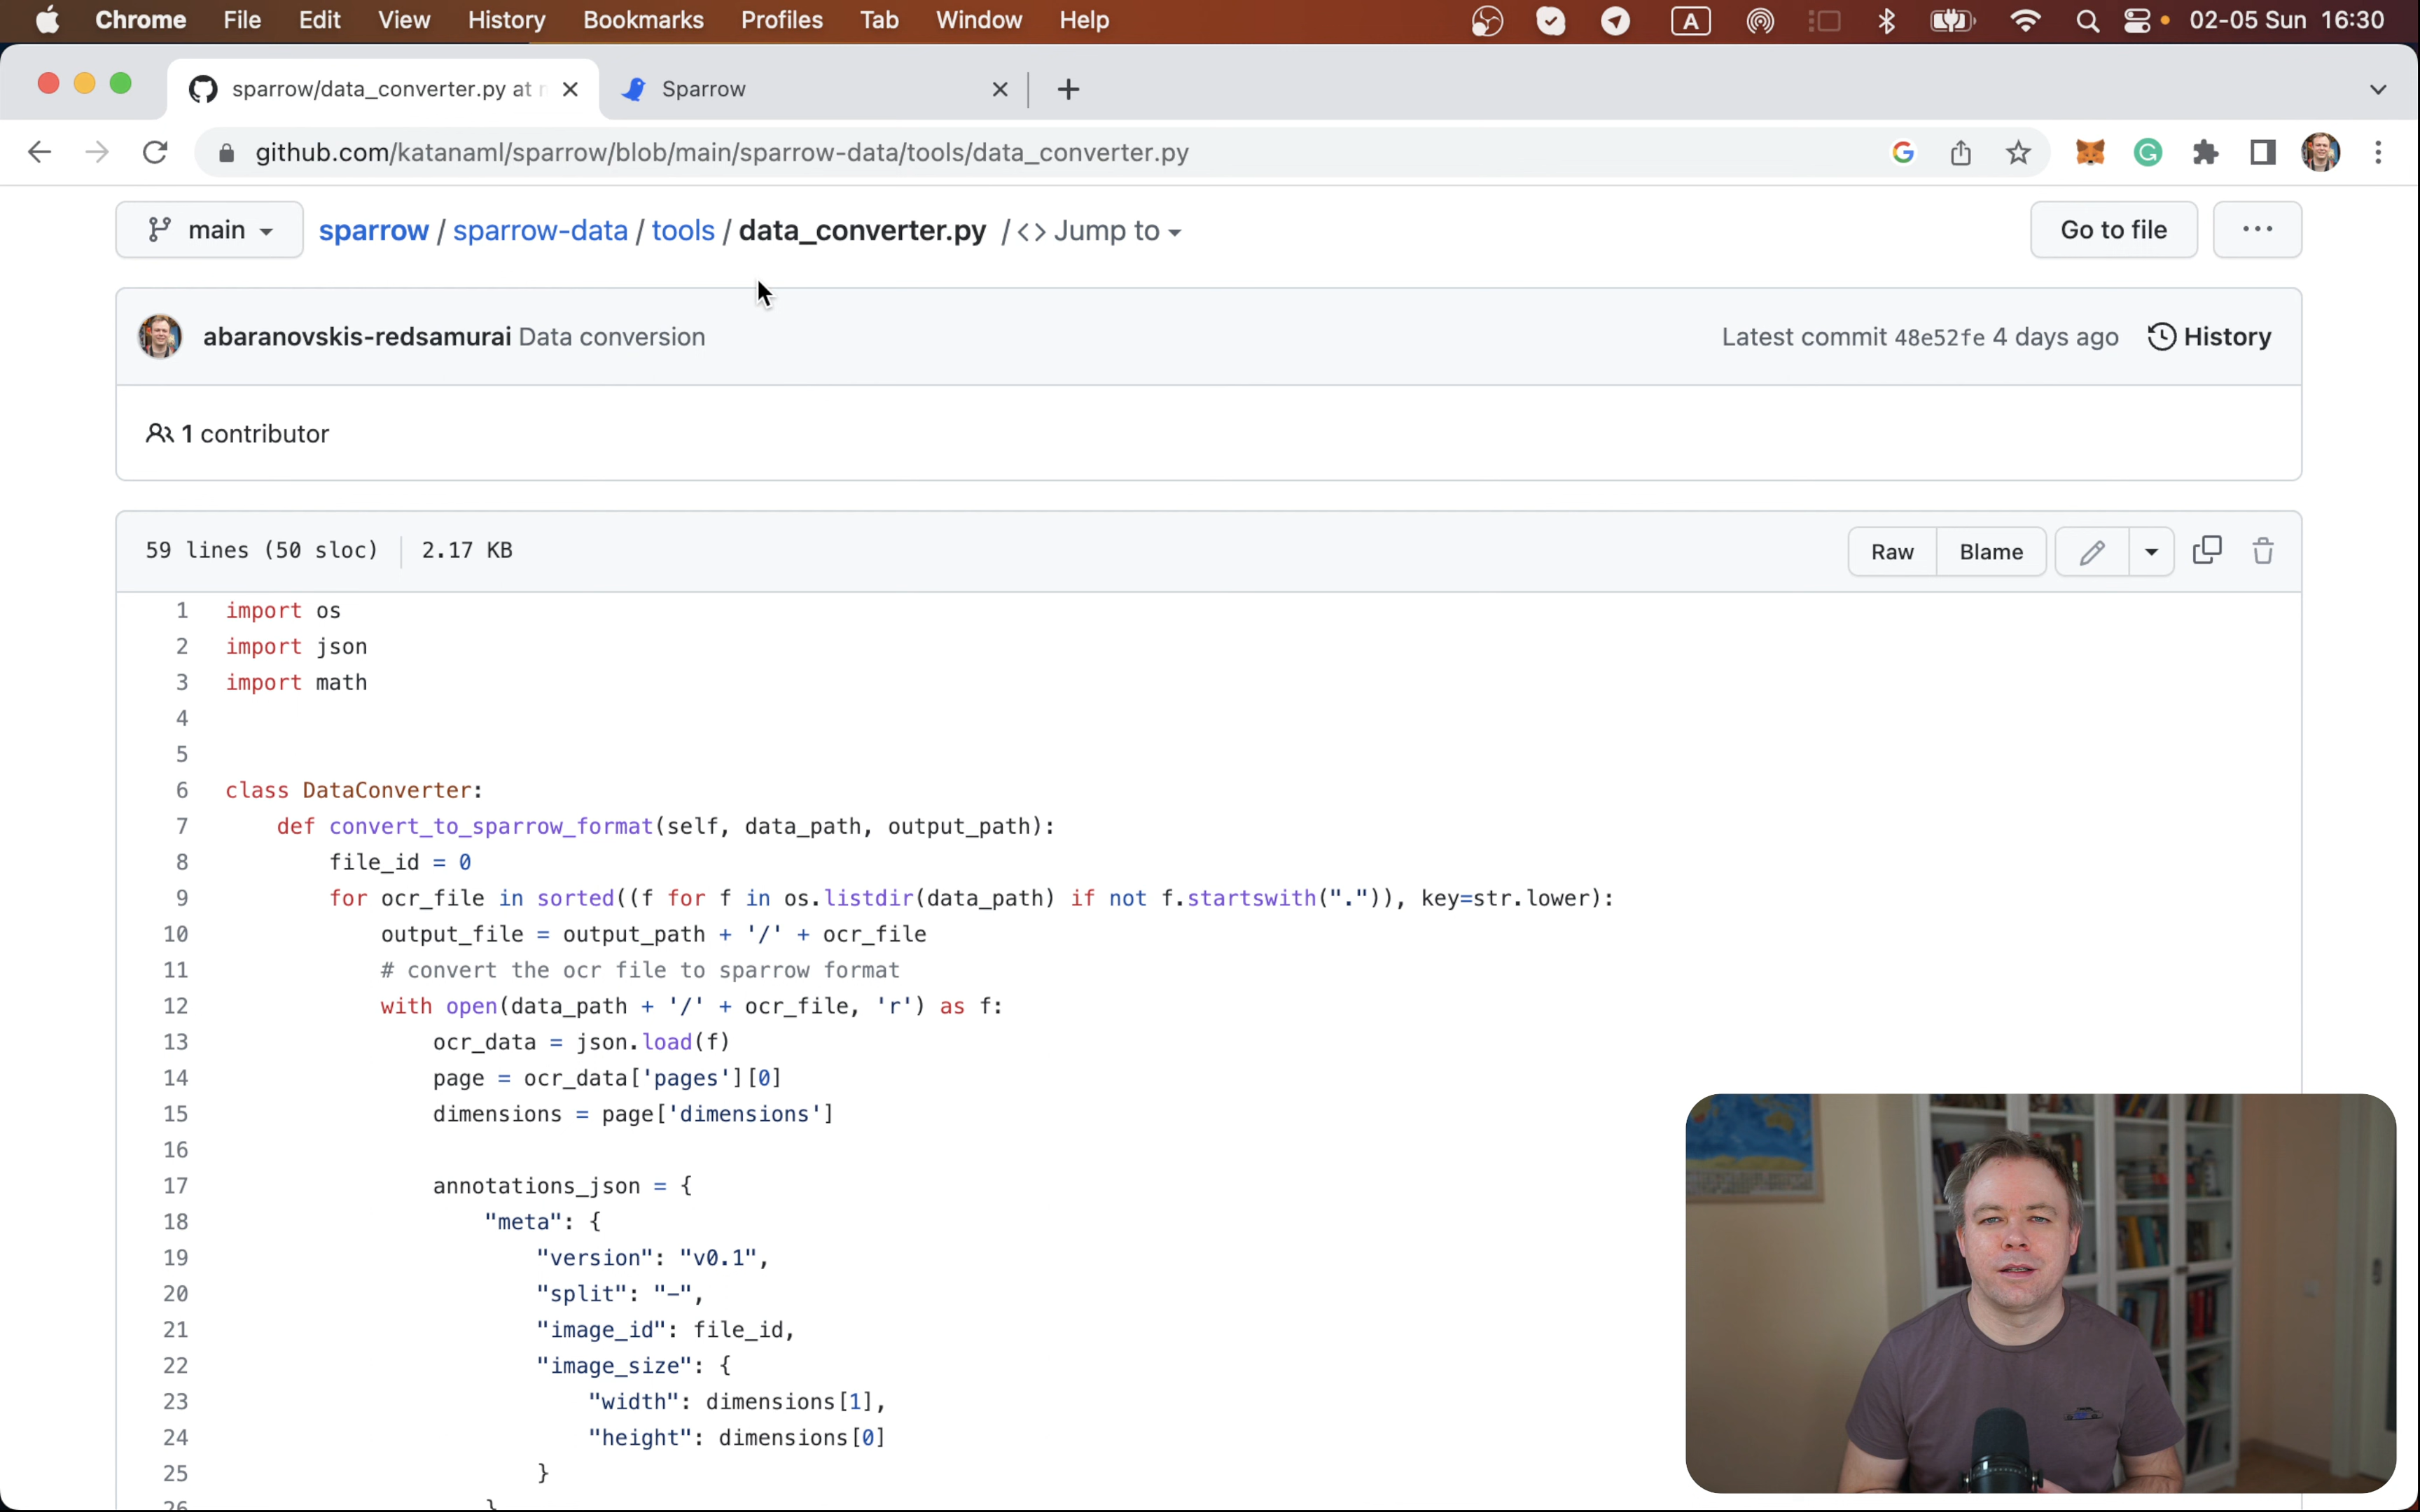 Chrome File Edit View History Bookmarks Profiles Tab Window Help A 02-05 Sun 16:30
sparrow/data_converter.py at Sparrow
github.com/katanaml/sparrow/blob/main/sparrow-data/tools/data_converter.py
main sparrow / sparrow-data / tools / data_converter.py / <> Jump to Go to file ...
abaranovskis-redsamurai Data conversion Latest commit 48e52fe 4 days ago History
1 contributor
59 lines (50 sloc) 2.17 KB Raw Blame
1 import os
2 import json
3 import math
4
5
6 class DataConverter:
7 def convert_to_sparrow_format(self, data_path, output_path):
8 file_id = 0
9 for ocr_file in sorted((f for f in os.listdir(data_path) if not f.startswith(".")), key=str.lower):
10 output_file = output_path + '/' + ocr_file
11 # convert the ocr file to sparrow format
12 with open(data_path + '/' + ocr_file, 'r') as f:
13 ocr_data = json.load(f)
14 page = ocr_data['pages'][0]
15 dimensions = page['dimensions']
16
17 annotations_json = {
18 "meta": {
19 "version": "v0.1",
20 "split": "-",
21 "image_id": file_id,
22 "image_size": {
23 "width": dimensions[1],
24 "height": dimensions[0]
25 }
26 }